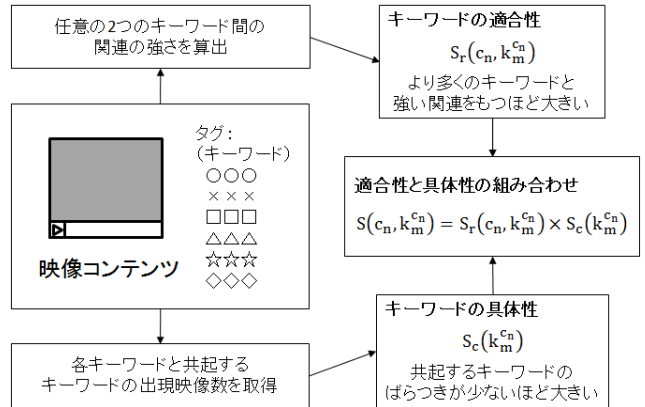 任意の2つのキーワード間の
関連の強さを算出
キーワードの適合性
S_r(c_n, k_m^{c_n})
より多くのキーワードと
強い関連をもつほど大きい
タグ：
（キーワード）
○○○
×××
□□□
△△△
☆☆☆
◇◇◇
映像コンテンツ
適合性と具体性の組み合わせ
S(c_n, k_m^{c_n}) = S_r(c_n, k_m^{c_n}) × S_c(k_m^{c_n})
各キーワードと共起する
キーワードの出現映像数を取得
キーワードの具体性
S_c(k_m^{c_n})
共起するキーワードの
ばらつきが少ないほど大きい